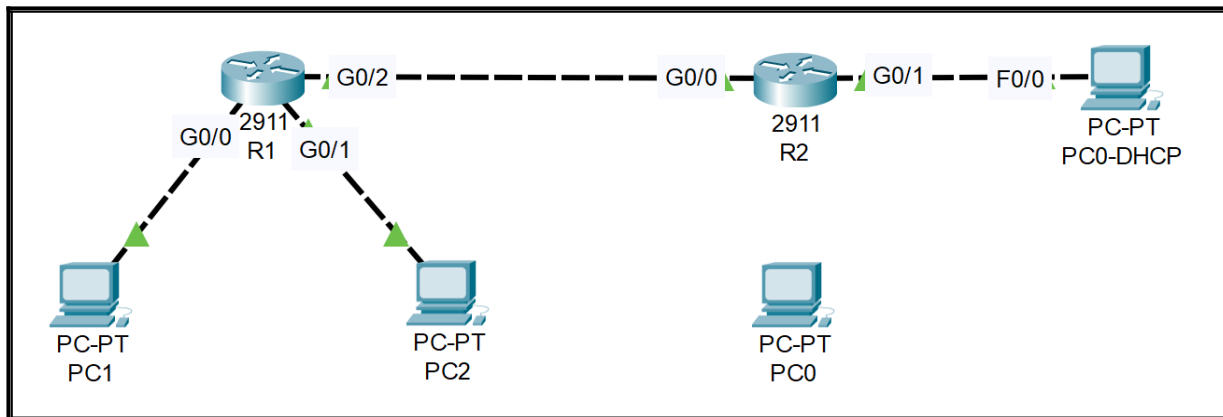 G0/2
G0/0
G0/1
F0/0
2911
R1
2911
R2
PC-PT
PC0-DHCP
G0/0
G0/1
PC-PT
PC1
PC-PT
PC2
PC-PT
PC0